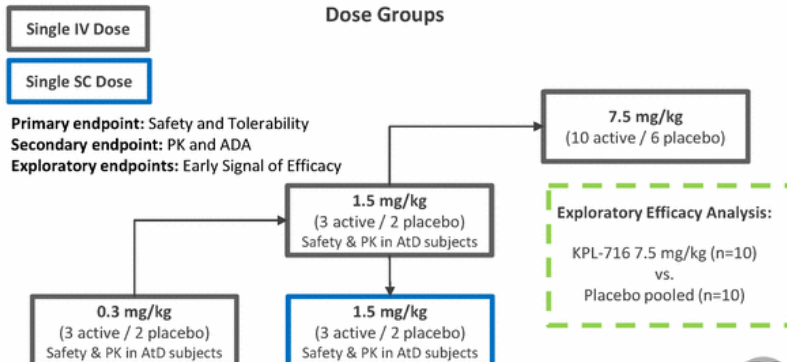 Dose Groups
Single IV Dose
Single SC Dose
Primary endpoint: Safety and Tolerability
Secondary endpoint: PK and ADA
Exploratory endpoints: Early Signal of Efficacy
7.5 mg/kg
(10 active / 6 placebo)
1.5 mg/kg
(3 active / 2 placebo)
Safety & PK in AtD subjects
Exploratory Efficacy Analysis:
KPL-716 7.5 mg/kg (n=10)
vs.
Placebo pooled (n=10)
0.3 mg/kg
(3 active / 2 placebo)
Safety & PK in AtD subjects
1.5 mg/kg
(3 active / 2 placebo)
Safety & PK in AtD subjects